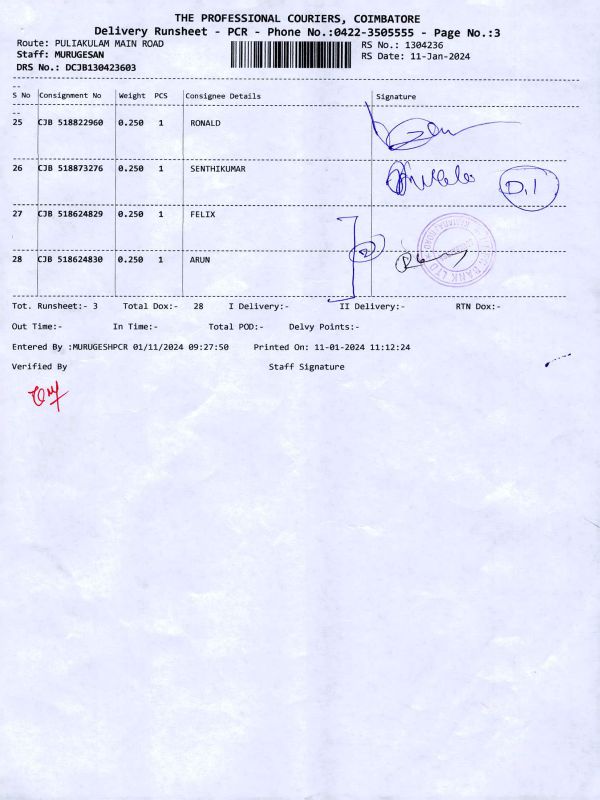 THE PROFESSIONAL COURIERS, COIMBATORE
Delivery Runsheet - PCR - Phone No.:0422-3505555 - Page No.:3
Route: PULIAKULAM MAIN ROAD RS No.: 1304236
Staff: MURUGESAN RS Date: 11-Jan-2024
DRS No.: DCJB130423603
S No Consignment No Weight PCS Consignee Details Signature
25 CJB 518822960 0.250 1 RONALD
26 CJB 518873276 0.250 1 SENTHIKUMAR D.1
27 CJB 518624829 0.250 1 FELIX
28 CJB 518624830 0.250 1 ARUN
Tot. Runsheet:- 3 Total Dox:- 28 I Delivery:- II Delivery:- RTN Dox:-
Out Time:- In Time:- Total POD:- Delvy Points:-
Entered By :MURUGESHPCR 01/11/2024 09:27:50 Printed On: 11-01-2024 11:12:24
Verified By Staff Signature